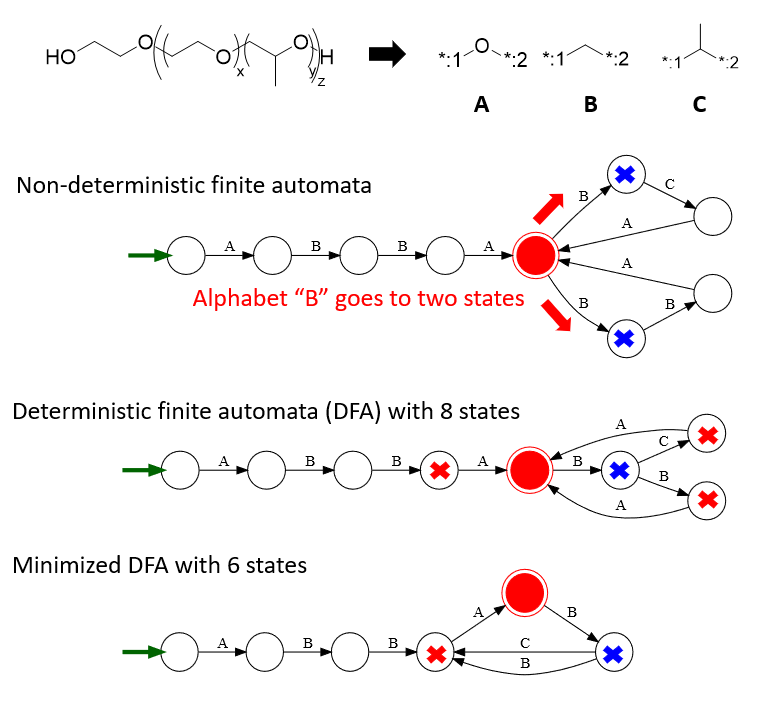 HO O O x O y H z
*:1 O *:2 *:1 *:2 *:1 *:2
A B C
Non-deterministic finite automata
B C
A
A B B A
A
Alphabet “B” goes to two states
B B
Deterministic finite automata (DFA) with 8 states
A
C
A B B A B
B
A
Minimized DFA with 6 states
A B
A B B C
B